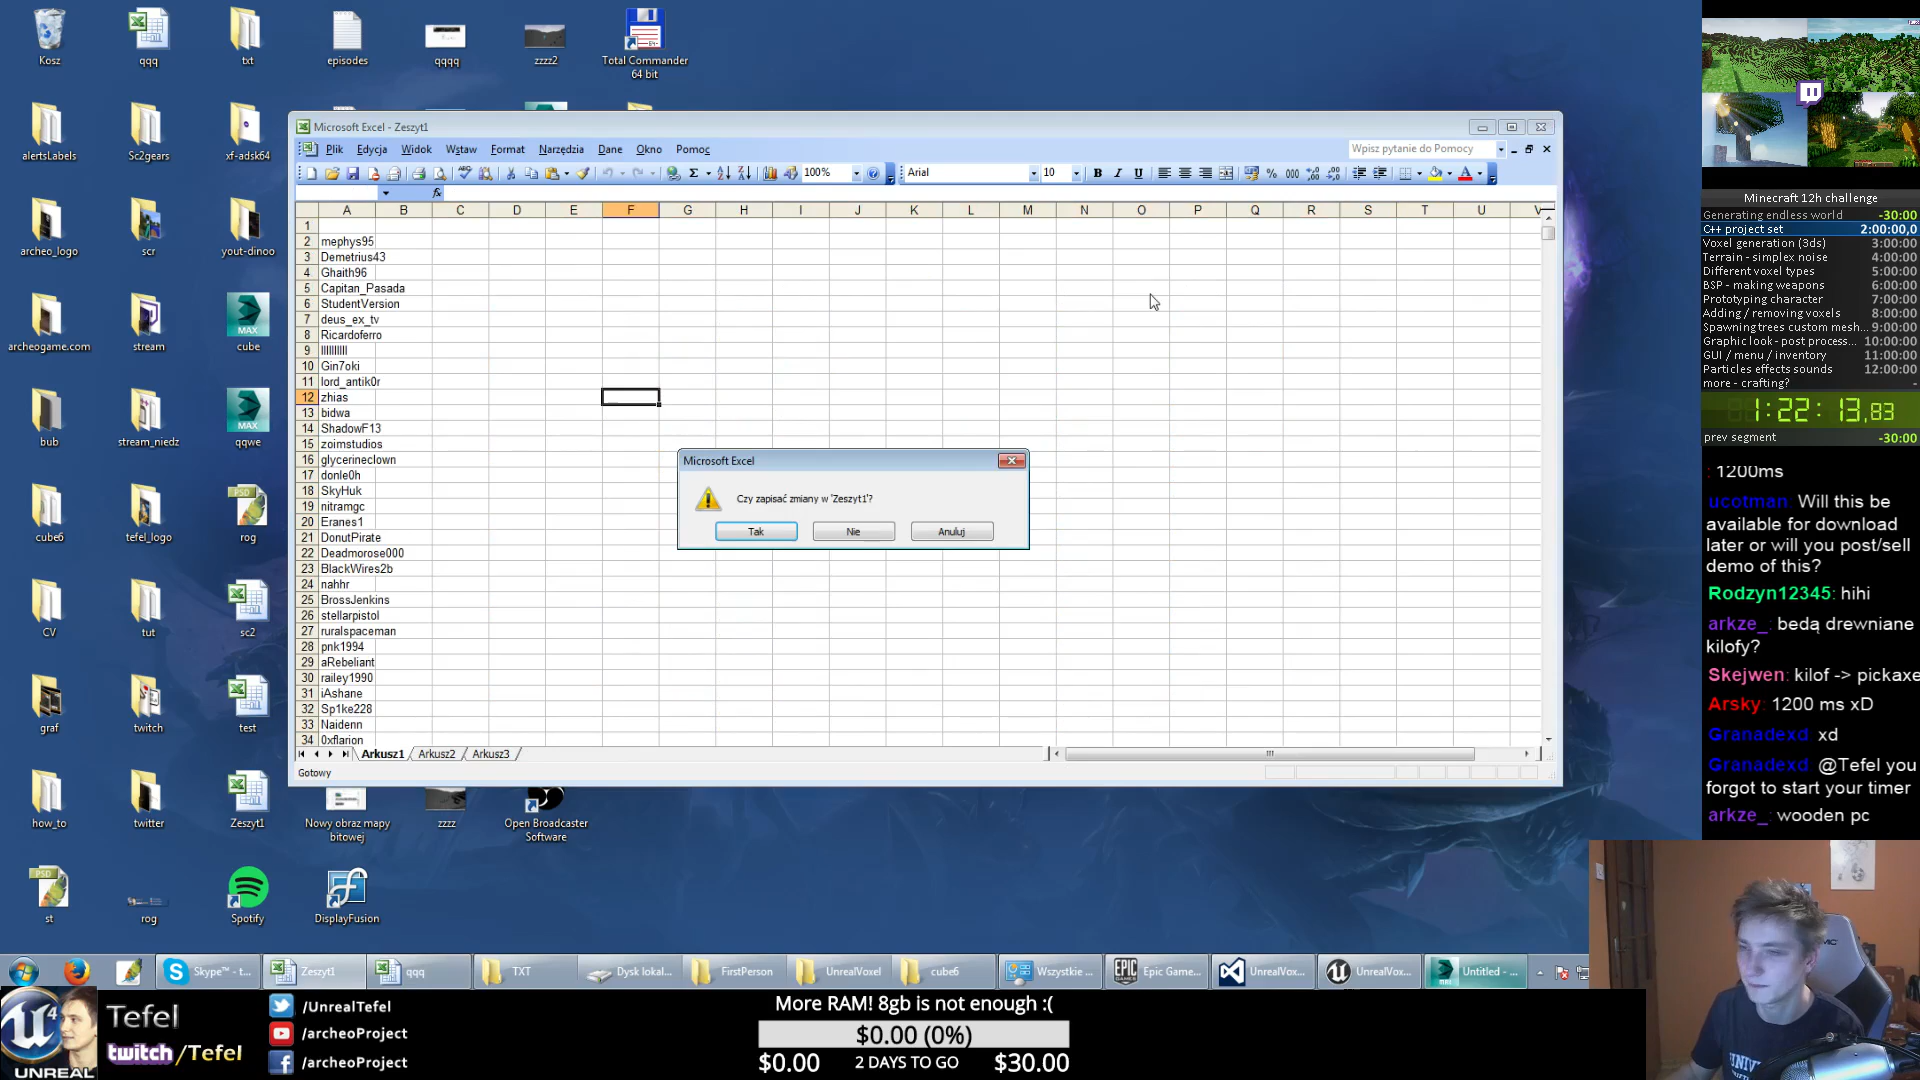 Kosz
qqq
txt
episodes
qqqq
zzzz2
Total Commander
64 bit
alertsLabels
Sc2gears
xf-adsk64
archeo_logo
scr
yout-dinoo
archeogame.com
stream
cube
bub
stream_niedz
qqwe
cube6
tefel_logo
rog
CV
tut
sc2
graf
twitch
test
how_to
twitter
Zeszyt1
Nowy obraz mapy
bitowej
zzzz
Open Broadcaster
Software
st
rog
Spotify
DisplayFusion
Microsoft Excel - Zeszyt1
Plik Edycja Widok Wstaw Format Narzędzia Dane Okno Pomoc
Wpisz pytanie do Pomocy
100%
Arial
10
A B C D E F G H I J K L M N O P Q R S T U V
1
2 mephys95
3 Demetrius43
4 Ghaith96
5 Capitan_Pasada
6 StudentVersion
7 deus_ex_tv
8 Ricardoferro
9
10 Gin7oki
11 lord_antik0r
12 zhias
13 bidwa
14 ShadowF13
15 zoimstudios
16 glycerineclown
17 donle0h
18 SkyHuk
19 nitramgc
20 Eranes1
21 DonutPirate
22 Deadmorose000
23 BlackWires2b
24 nahhr
25 BrossJenkins
26 stellarpistol
27 ruralspaceman
28 pnk1994
29 aRebeliant
30 railey1990
31 iAshane
32 Sp1ke228
33 Naidenn
34 0xflarion
Arkusz1 Arkusz2 Arkusz3
Gotowy
Microsoft Excel
Czy zapisać zmiany w 'Zeszyt1'?
Tak Nie Anuluj
Minecraft 12h challenge
Generating endless world -30:00
C++ project set 2:00:00,0
Voxel generation (3ds) 3:00:00
Terrain - simplex noise 4:00:00
Different voxel types 5:00:00
BSP - making weapons 6:00:00
Prototyping character 7:00:00
Adding / removing voxels 8:00:00
Spawning trees custom mesh... 9:00:00
Graphic look - post process... 10:00:00
GUI / menu / inventory 11:00:00
Particles effects sounds 12:00:00
more - crafting? -
1:22:13,83
prev segment -30:00
: 1200ms
ucotman: Will this be
available for download
later or will you post/sell
demo of this?
Rodzyn12345: hihi
arkze_: bedą drewniane
kilofy?
Skejwen: kilof -> pickaxe
Arsky: 1200 ms xD
Granadexd: xd
Granadexd: @Tefel you
forgot to start your timer
arkze_: wooden pc
Skype™ - t...
Zeszyt1
qqq
TXT
Dysk lokal...
FirstPerson
UnrealVoxel
cube6
Wszystkie ...
Epic Game...
UnrealVox...
UnrealVox...
Untitled - ...
UNREAL
Tefel
twitch/Tefel
/UnrealTefel
/archeoProject
/archeoProject
More RAM! 8gb is not enough :(
$0.00 (0%)
$0.00 2 DAYS TO GO $30.00